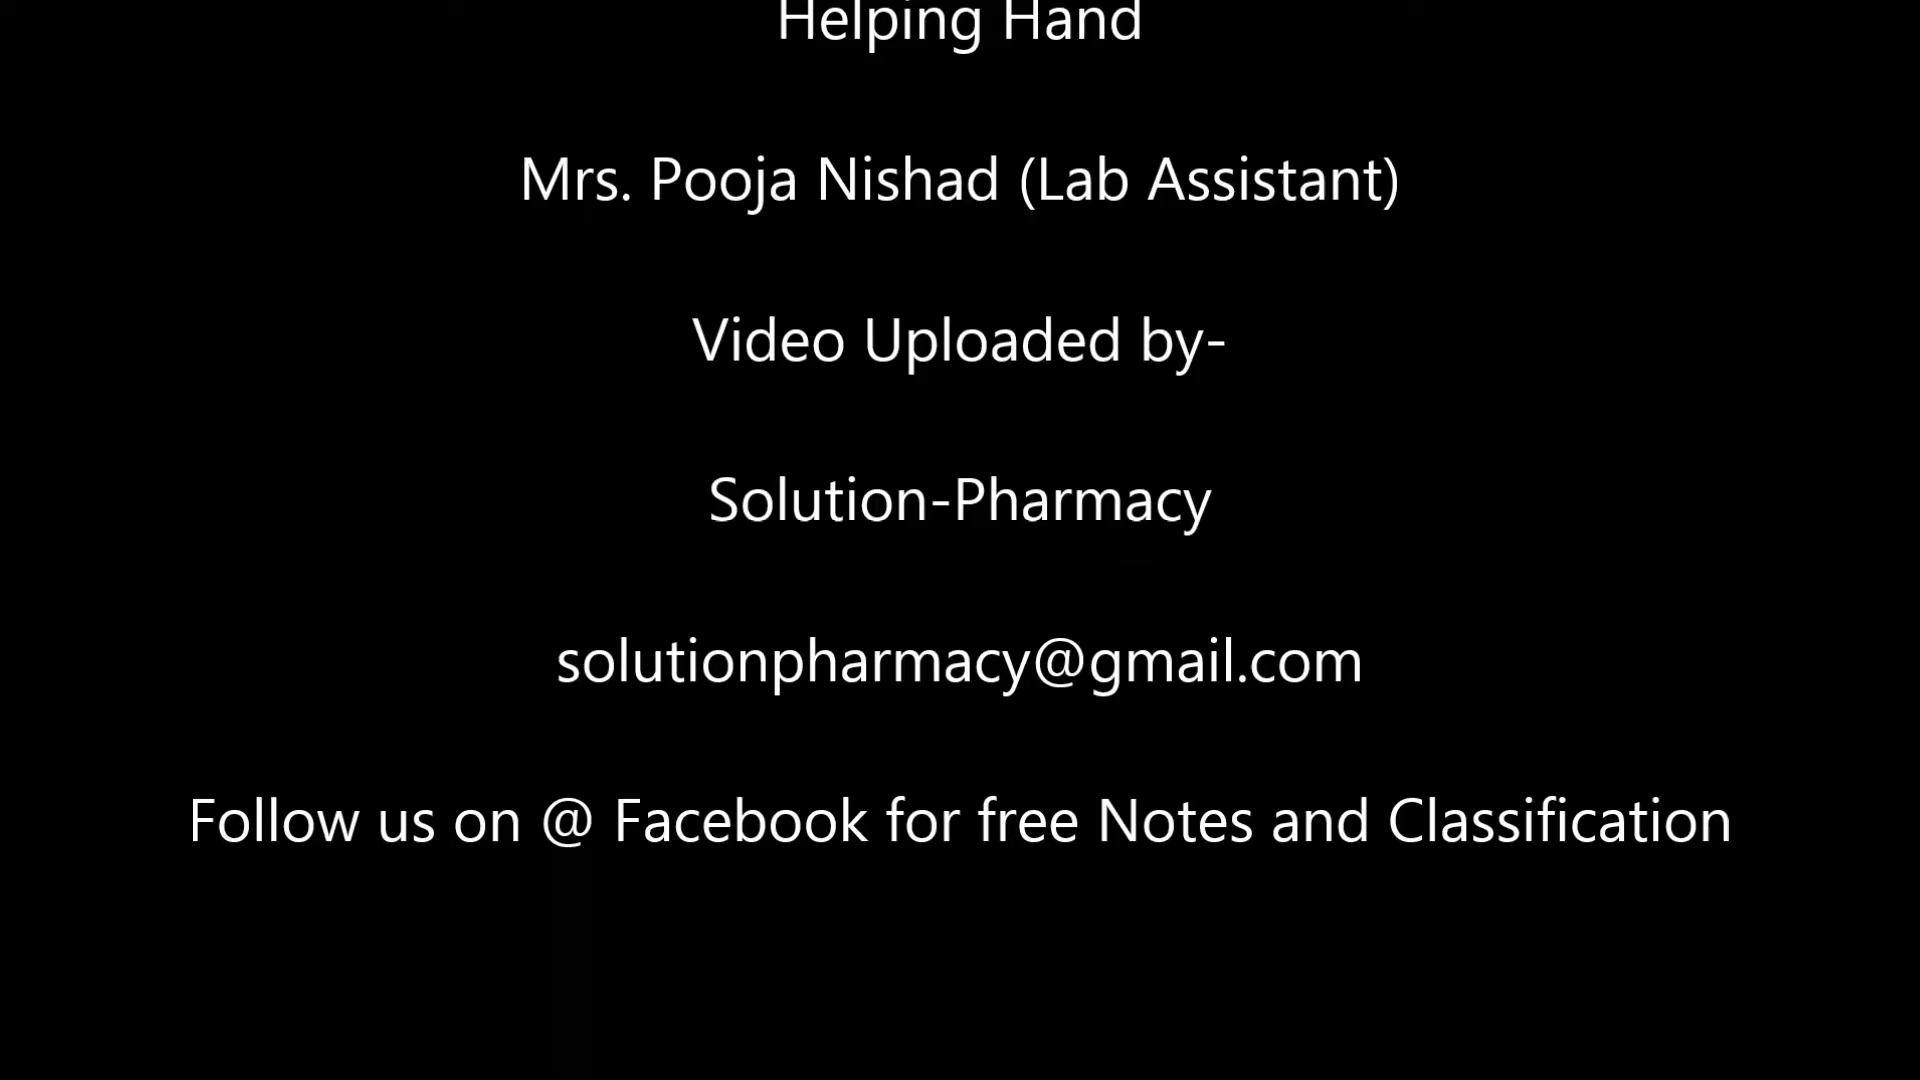 Helping Hand
Mrs. Pooja Nishad (Lab Assistant)
Video Uploaded by-
Solution-Pharmacy
solutionpharmacy@gmail.com
Follow us on @ Facebook for free Notes and Classification